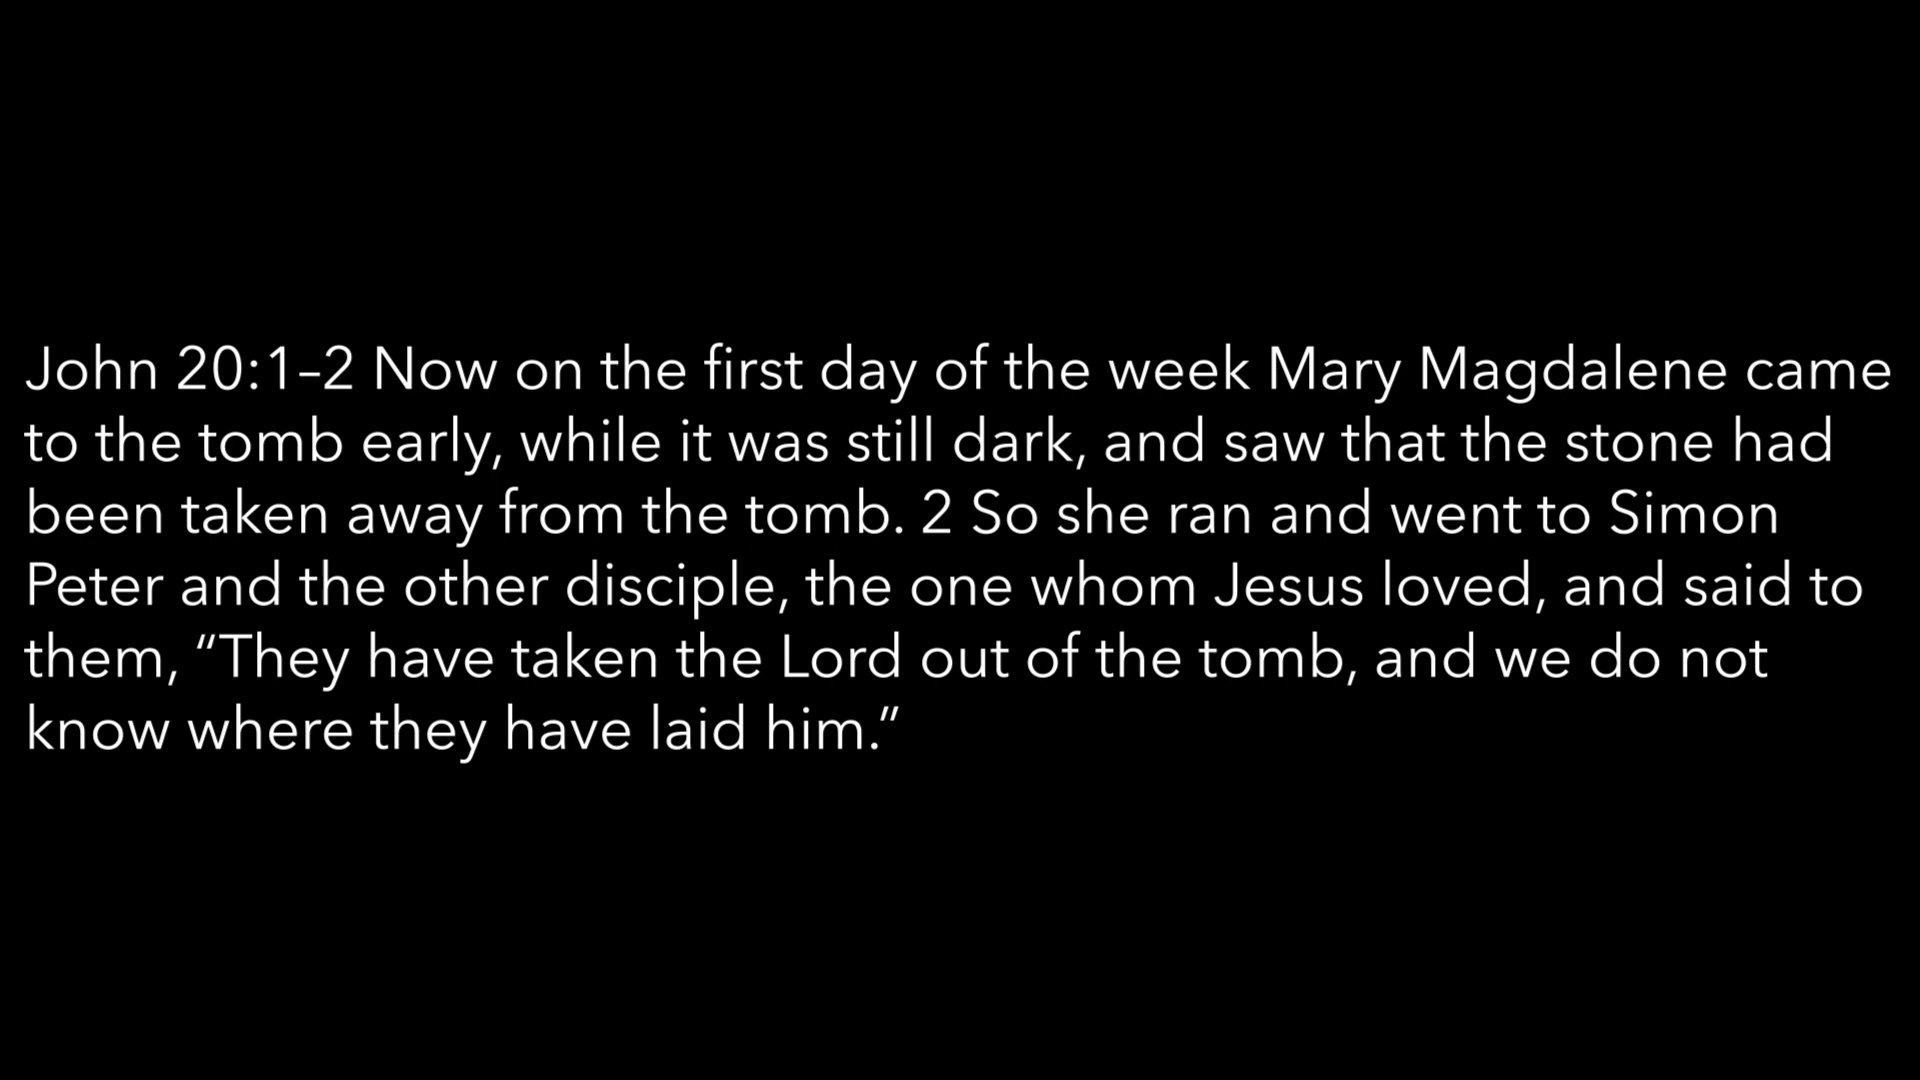 John 20:1–2 Now on the first day of the week Mary Magdalene came
to the tomb early, while it was still dark, and saw that the stone had
been taken away from the tomb. 2 So she ran and went to Simon
Peter and the other disciple, the one whom Jesus loved, and said to
them, “They have taken the Lord out of the tomb, and we do not
know where they have laid him.”